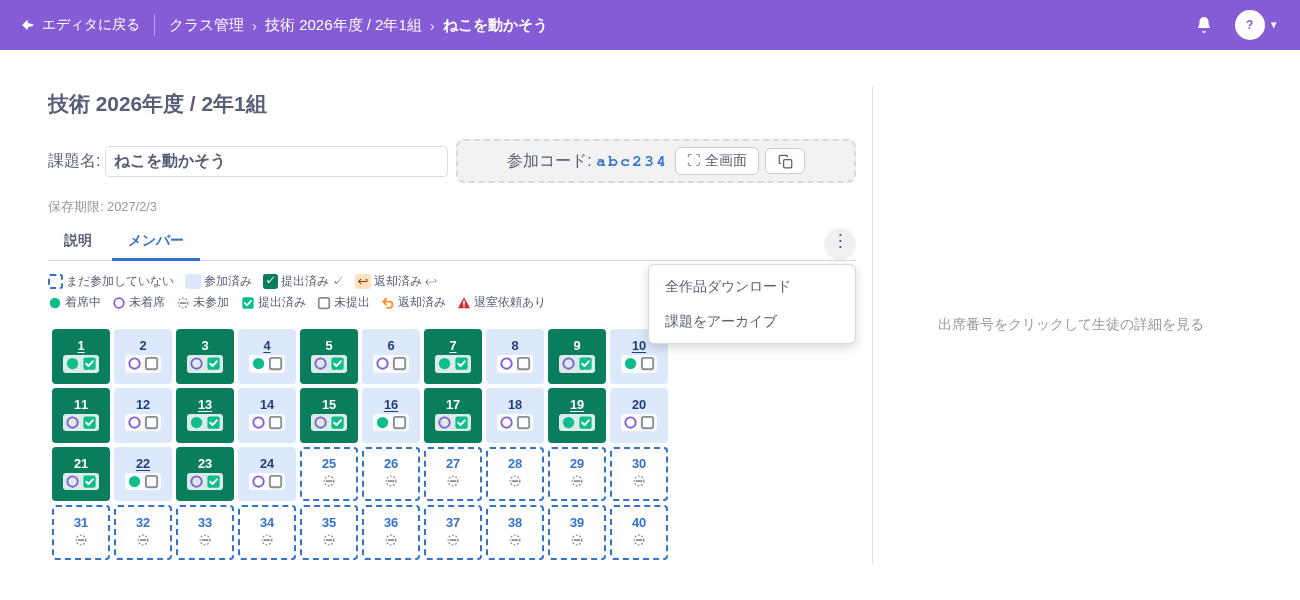 エディタに戻る クラス管理 › 技術 2026年度 / 2年1組 › ねこを動かそう ? ▾
技術 2026年度 / 2年1組
課題名: ねこを動かそう 参加コード: abc234 全画面
保存期限: 2027/2/3
説明 メンバー
まだ参加していない 参加済み 提出済み ✓ 返却済み ↩
着席中 未着席 未参加 提出済み 未提出 返却済み 退室依頼あり
全作品ダウンロード
課題をアーカイブ
出席番号をクリックして生徒の詳細を見る
1 2 3 4 5 6 7 8 9 10
11 12 13 14 15 16 17 18 19 20
21 22 23 24 25 26 27 28 29 30
31 32 33 34 35 36 37 38 39 40